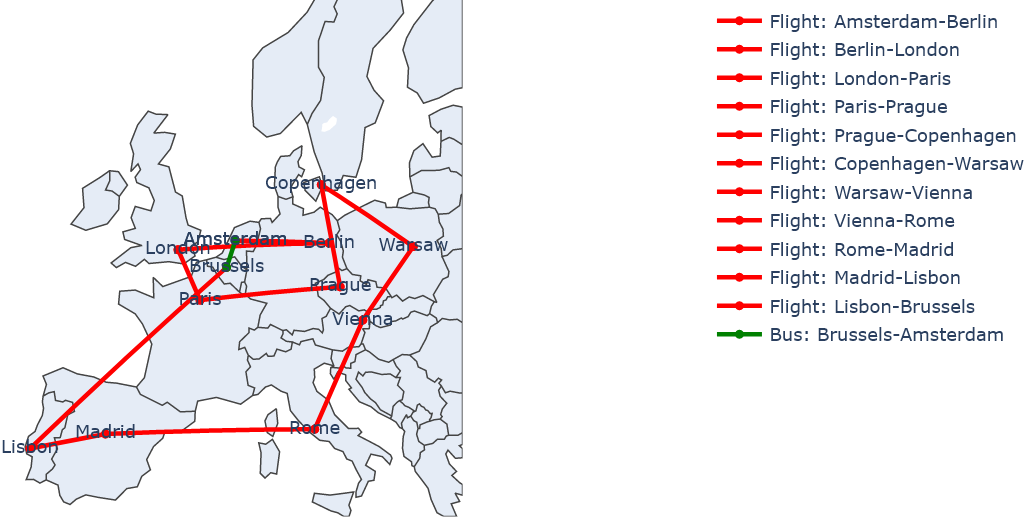 Copenhagen
Amsterdam
London
Berlin
Warsaw
Brussels
Prague
Paris
Vienna
Madrid
Rome
Lisbon
Flight: Amsterdam-Berlin
Flight: Berlin-London
Flight: London-Paris
Flight: Paris-Prague
Flight: Prague-Copenhagen
Flight: Copenhagen-Warsaw
Flight: Warsaw-Vienna
Flight: Vienna-Rome
Flight: Rome-Madrid
Flight: Madrid-Lisbon
Flight: Lisbon-Brussels
Bus: Brussels-Amsterdam